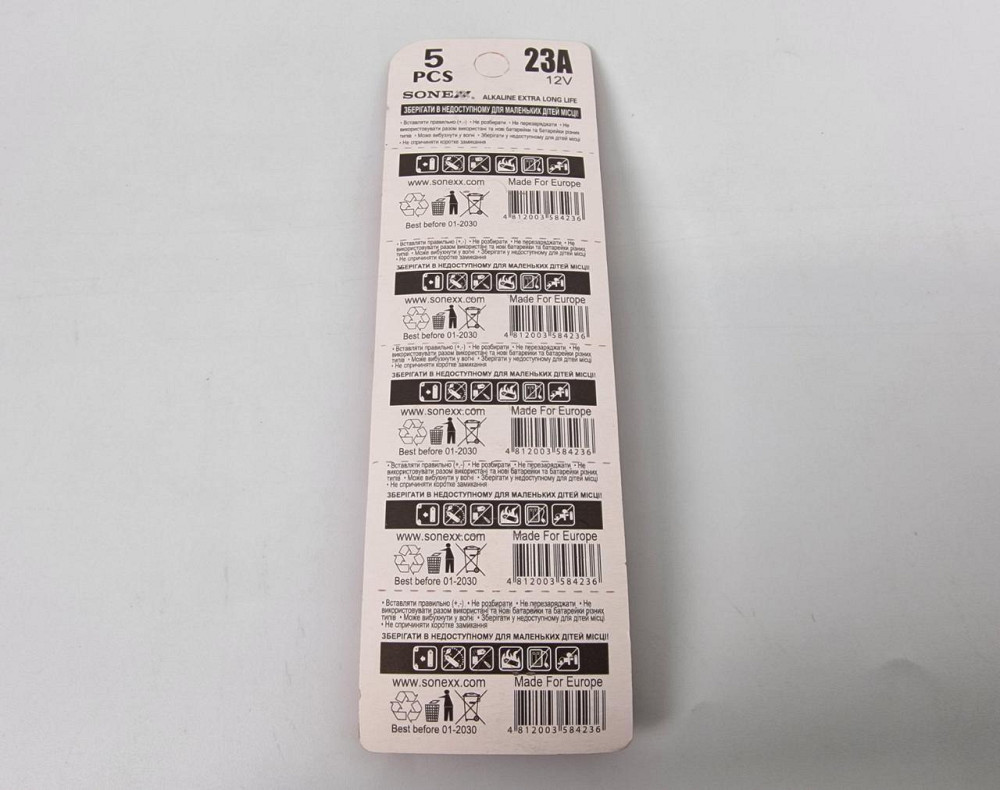 5 PCS
23A
12V
SONEXX. ALKALINE EXTRA LONG LIFE
ЗБЕРІГАТИ В НЕДОСТУПНОМУ ДЛЯ МАЛЕНЬКИХ ДІТЕЙ МІСЦІ!
• Вставляти правильно (+,-) • Не розбирати • Не перезаряджати • Не
використовувати разом використані та нові батарейки та батарейки різних
типів • Може вибухнути у вогні • Зберігати у недоступному для дітей місці
• Не спричиняти коротке замикання
www.sonexx.com Made For Europe
Best before 01-2030
4 812003 584236
• Вставляти правильно (+,-) • Не розбирати • Не перезаряджати • Не
використовувати разом використані та нові батарейки та батарейки різних
типів • Може вибухнути у вогні • Зберігати у недоступному для дітей місці
• Не спричиняти коротке замикання
ЗБЕРІГАТИ В НЕДОСТУПНОМУ ДЛЯ МАЛЕНЬКИХ ДІТЕЙ МІСЦІ!
www.sonexx.com Made For Europe
Best before 01-2030
4 812003 584236
• Вставляти правильно (+,-) • Не розбирати • Не перезаряджати • Не
використовувати разом використані та нові батарейки та батарейки різних
типів • Може вибухнути у вогні • Зберігати у недоступному для дітей місці
• Не спричиняти коротке замикання
ЗБЕРІГАТИ В НЕДОСТУПНОМУ ДЛЯ МАЛЕНЬКИХ ДІТЕЙ МІСЦІ!
www.sonexx.com Made For Europe
Best before 01-2030
4 812003 584236
• Вставляти правильно (+,-) • Не розбирати • Не перезаряджати • Не
використовувати разом використані та нові батарейки та батарейки різних
типів • Може вибухнути у вогні • Зберігати у недоступному для дітей місці
• Не спричиняти коротке замикання
ЗБЕРІГАТИ В НЕДОСТУПНОМУ ДЛЯ МАЛЕНЬКИХ ДІТЕЙ МІСЦІ!
www.sonexx.com Made For Europe
Best before 01-2030
4 812003 584236
• Вставляти правильно (+,-) • Не розбирати • Не перезаряджати • Не
використовувати разом використані та нові батарейки та батарейки різних
типів • Може вибухнути у вогні • Зберігати у недоступному для дітей місці
• Не спричиняти коротке замикання
ЗБЕРІГАТИ В НЕДОСТУПНОМУ ДЛЯ МАЛЕНЬКИХ ДІТЕЙ МІСЦІ!
www.sonexx.com Made For Europe
Best before 01-2030
4 812003 584236